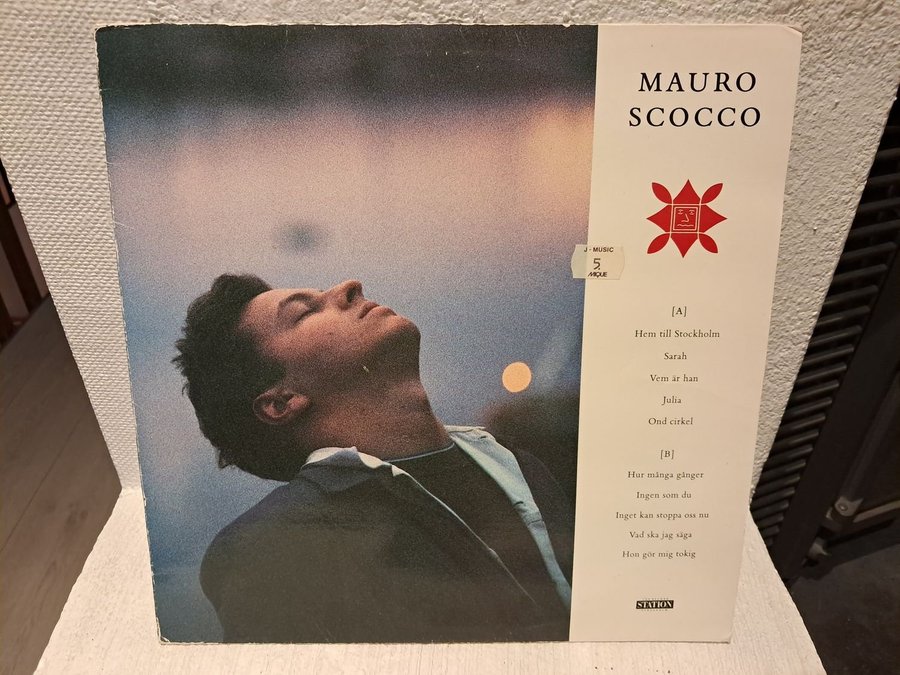 MAURO
SCOCCO
J - MUSIC
5.
MIQUE
[A]
Hem till Stockholm
Sarah
Vem är han
Julia
Ond cirkel
[B]
Hur många gånger
Ingen som du
Inget kan stoppa oss nu
Vad ska jag säga
Hon gör mig tokig
STATION